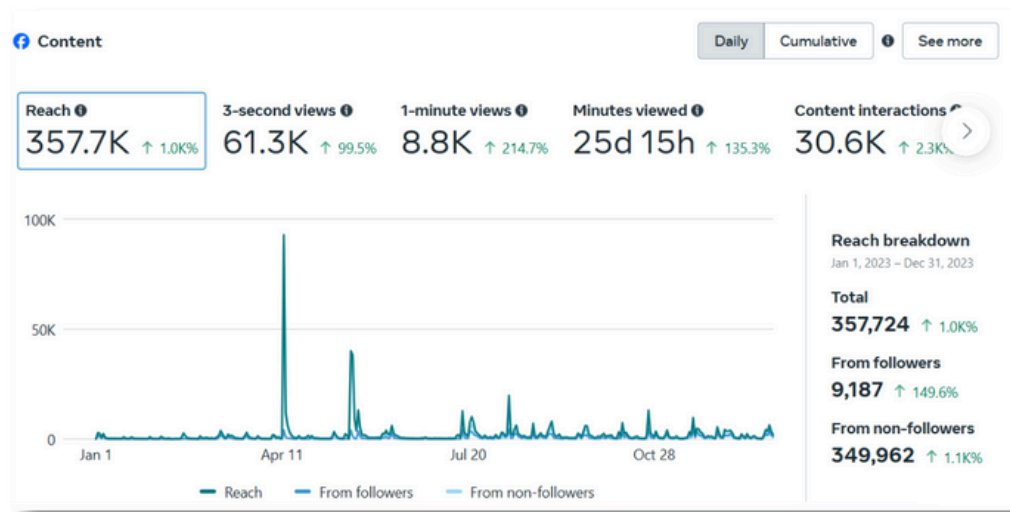 Content
Daily Cumulative See more
Reach 3-second views 1-minute views Minutes viewed Content interactions
357.7K ↑ 1.0K% 61.3K ↑ 99.5% 8.8K ↑ 214.7% 25d 15h ↑ 135.3% 30.6K ↑ 2.3K%
100K
50K
0
Jan 1 Apr 11 Jul 20 Oct 28
Reach From followers From non-followers
Reach breakdown
Jan 1, 2023 – Dec 31, 2023
Total
357,724 ↑ 1.0K%
From followers
9,187 ↑ 149.6%
From non-followers
349,962 ↑ 1.1K%